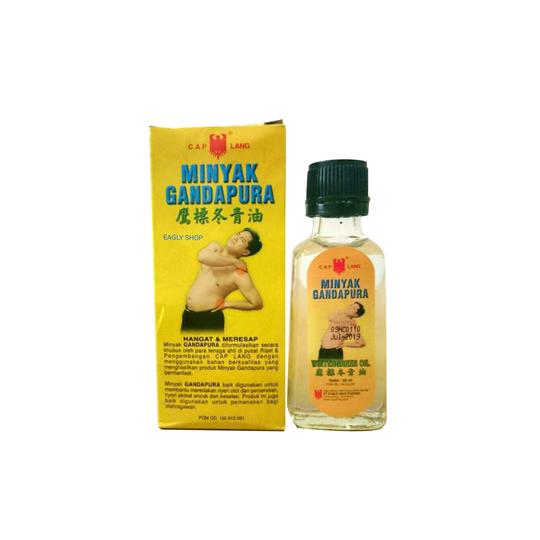 CAP LANG
MINYAK
GANDAPURA
鷹標冬青油
EAGLY SHOP
HANGAT & MERESAP
Minyak GANDAPURA diformulasikan secara
khusus oleh para tenaga ahli di pusat Riset &
Pengembangan CAP LANG dengan
menggunakan bahan berkualitas yang
menghasilkan produk Minyak Gandapura yang
bermanfaat.
Minyak GANDAPURA baik digunakan untuk
membantu meredakan nyeri otot dan persendian,
nyeri akibat encok dan keseleo. Produk ini juga
baik digunakan untuk pemanasan bagi
olahragawan.
CAP LANG
MINYAK
GANDAPURA
03HC0110
Jul-2019
WINTERGREEN OIL
鷹標冬青油